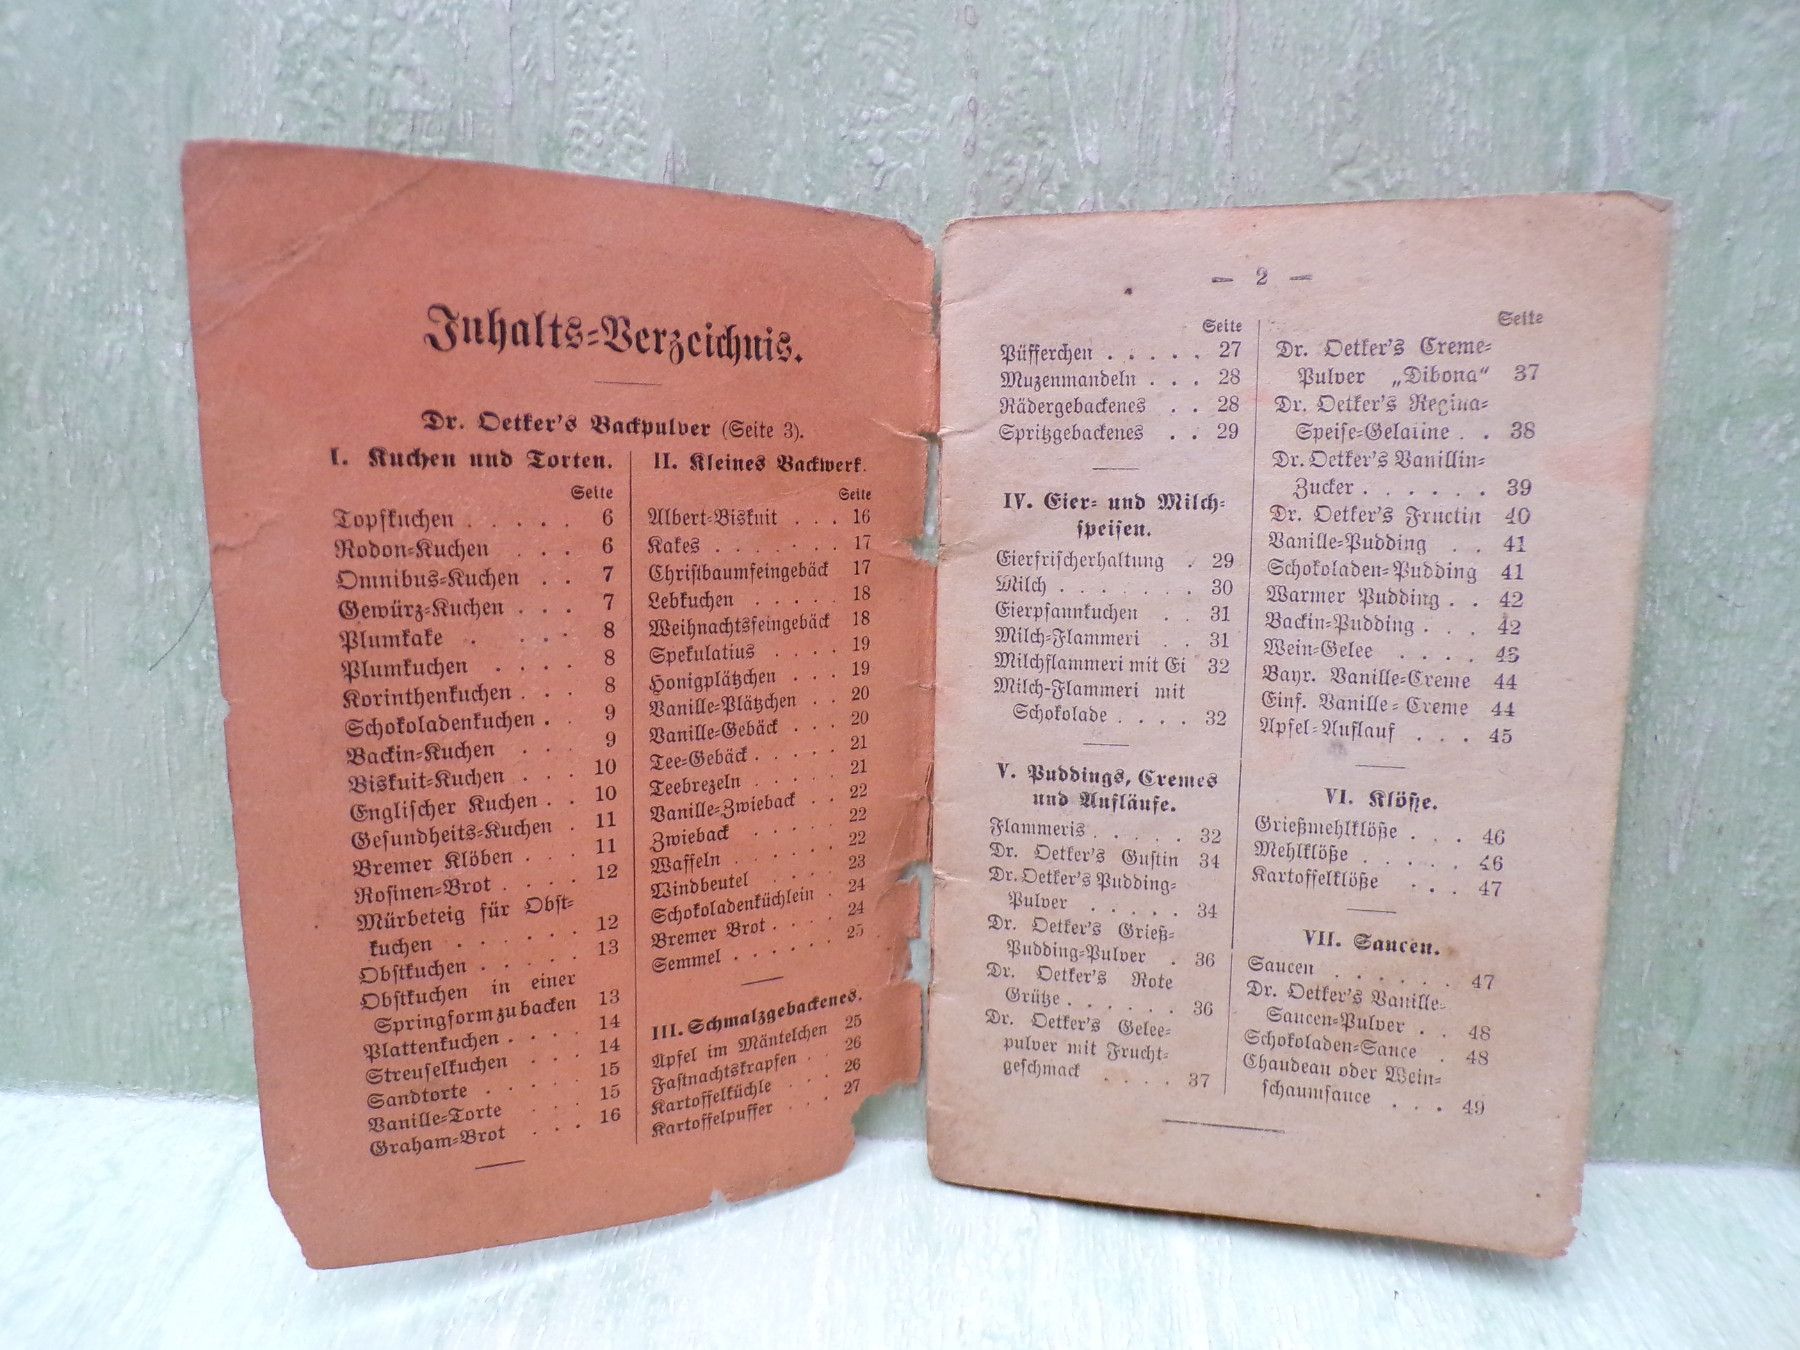 Inhalts-Verzeichnis.
Dr. Oetker's Backpulver (Seite 3).
I. Kuchen und Torten.
Seite
Topfkuchen . . . . . 6
Rodon-Kuchen . . . 6
Omnibus-Kuchen . . 7
Gewürz-Kuchen . . . 7
Plumkake . . . . 8
Plumkuchen . . . . 8
Korinthenkuchen . . . 8
Schokoladenkuchen . . 9
Backin-Kuchen . . . 9
Biskuit-Kuchen . . . 10
Englischer Kuchen . . 10
Gesundheits-Kuchen . 11
Bremer Klöben . . . 11
Rosinen-Brot . . . . 12
Mürbeteig für Obst-
kuchen . . . . . . 12
Obstkuchen . . . . . 13
Obstkuchen in einer
Springform zu backen 13
Plattenkuchen . . . . 14
Streuselkuchen . . . 14
Sandtorte . . . . . 15
Vanille-Torte . . . 15
Graham-Brot . . . 16
II. Kleines Backwerk.
Seite
Albert-Biskuit . . . 16
Kakes . . . . . . . 17
Christbaumfeingebäck 17
Lebkuchen . . . . . 18
Weihnachtsfeingebäck 18
Spekulatius . . . . 19
Honigplätzchen . . . 19
Vanille-Plätzchen . . 20
Vanille-Gebäck . . . 20
Tee-Gebäck . . . . . 21
Teebrezeln . . . . . 21
Vanille-Zwieback . . 22
Zwieback . . . . . 22
Waffeln . . . . . . 22
Windbeutel . . . . 23
Schokoladenküchlein . 24
Bremer Brot . . . . 24
Semmel . . . . . . 25
III. Schmalzgebackenes.
Apfel im Mäntelchen 25
Fastnachtskrapfen . . 26
Kartoffelküchle . . . 26
Kartoffelpuffer . . . 27
— 2 —
Seite
Püfferchen . . . . . 27
Muzenmandeln . . . 28
Rädergebackenes . . 28
Spritzgebackenes . . 29
IV. Eier- und Milch-
speisen.
Eierfrischerhaltung . 29
Milch . . . . . . . 30
Eierpfannkuchen . . 31
Milch-Flammeri . . 31
Milchflammeri mit Ei 32
Milch-Flammeri mit
Schokolade . . . . 32
V. Puddings, Cremes
und Aufläufe.
Flammeris . . . . . 32
Dr. Oetker's Gustin 34
Dr. Oetker's Pudding-
Pulver . . . . . 34
Dr. Oetker's Grieß-
Pudding-Pulver . 36
Dr. Oetker's Rote
Grütze . . . . . . 36
Dr. Oetker's Gelee-
pulver mit Frucht-
geschmack . . . . 37
Seite
Dr. Oetker's Creme-
Pulver „Dibona“ 37
Dr. Oetker's Regina-
Speise-Gelatine . . 38
Dr. Oetker's Vanillin-
Zucker . . . . . . 39
Dr. Oetker's Fructin 40
Vanille-Pudding . . 41
Schokoladen-Pudding 41
Warmer Pudding . . 42
Backin-Pudding . . . 42
Wein-Gelee . . . . 43
Bayr. Vanille-Creme 44
Einf. Vanille-Creme 44
Apfel-Auflauf . . . 45
VI. Klöße.
Grießmehlklöße . . . 46
Mehlklöße . . . . . 46
Kartoffelklöße . . . 47
VII. Saucen.
Saucen . . . . . . 47
Dr. Oetker's Vanille-
Saucen-Pulver . . 48
Schokoladen-Sauce . 48
Chaudeau oder Wein-
schaumsauce . . . 49